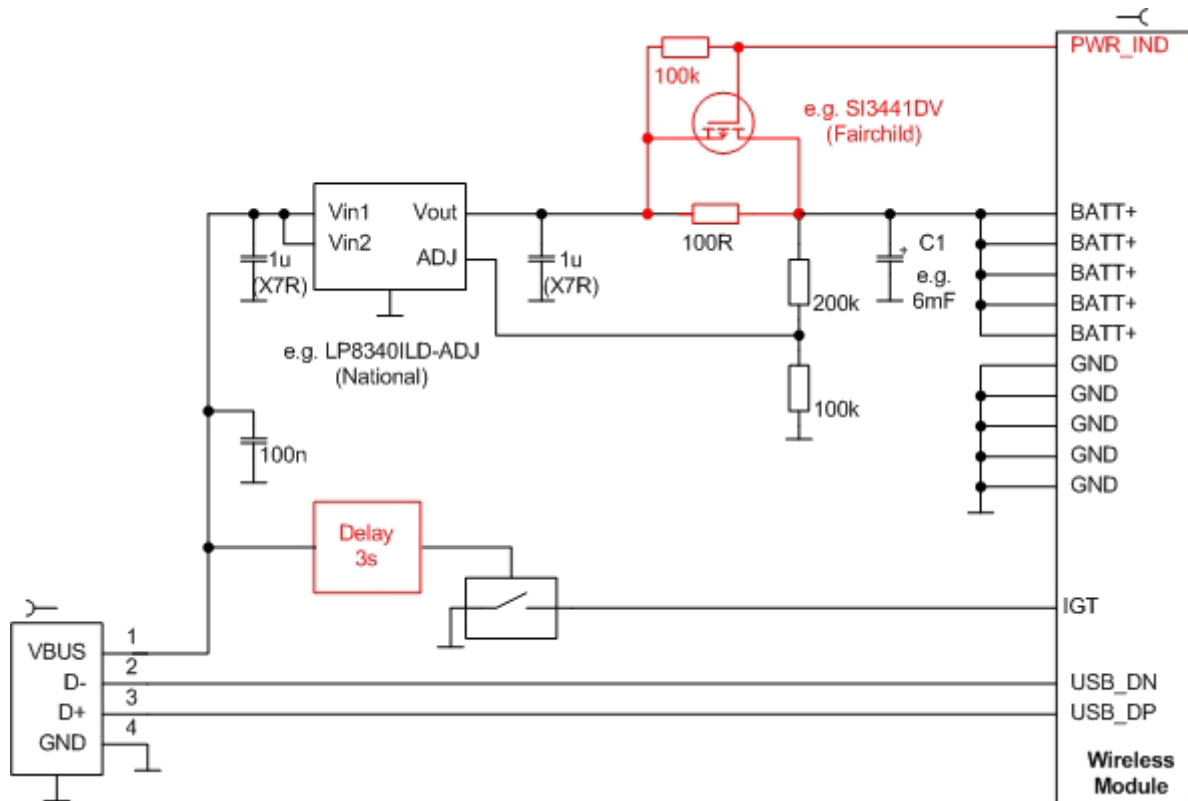 PWR_IND
100k
e.g. SI3441DV
(Fairchild)
Vin1
Vout
Vin2
ADJ
1u
(X7R)
1u
(X7R)
100R
C1
+
e.g.
6mF
200k
100k
BATT+
BATT+
BATT+
BATT+
BATT+
GND
GND
GND
GND
GND
e.g. LP8340ILD-ADJ
(National)
100n
Delay
3s
IGT
VBUS
1
D-
2
D+
3
GND
4
USB_DN
USB_DP
Wireless
Module